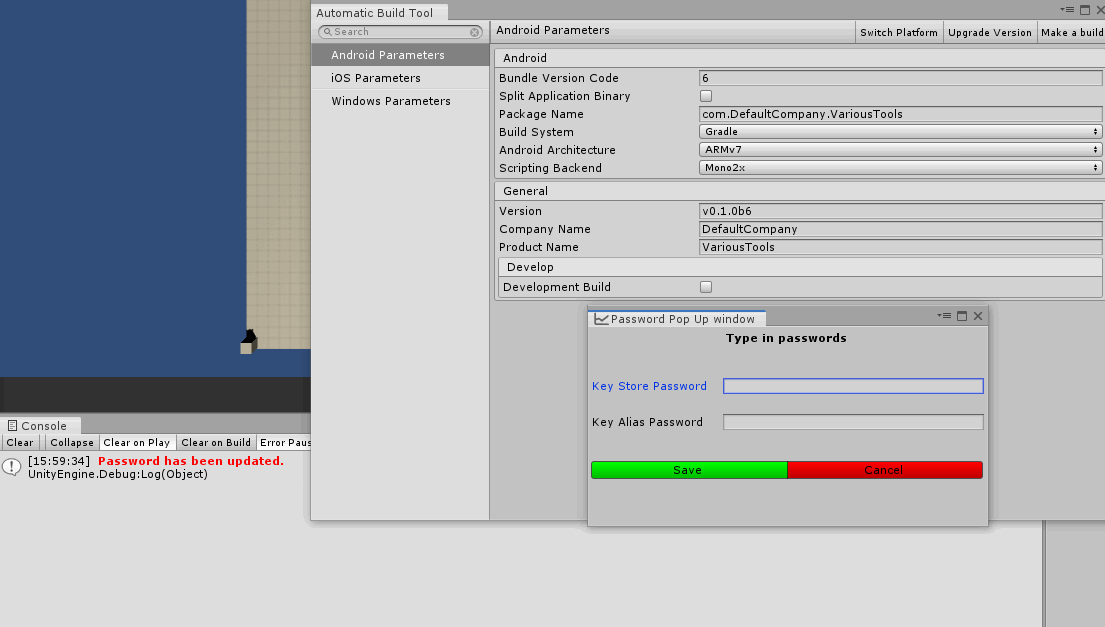 Automatic Build Tool
Search
Android Parameters
iOS Parameters
Windows Parameters
Android Parameters
Switch Platform
Upgrade Version
Make a build
Android
Bundle Version Code
6
Split Application Binary
Package Name
com.DefaultCompany.VariousTools
Build System
Gradle
Android Architecture
ARMv7
Scripting Backend
Mono2x
General
Version
v0.1.0b6
Company Name
DefaultCompany
Product Name
VariousTools
Develop
Development Build
Password Pop Up window
Type in passwords
Key Store Password
Key Alias Password
Save
Cancel
Console
Clear
Collapse
Clear on Play
Clear on Build
Error Paus
[15:59:34] Password has been updated.
UnityEngine.Debug:Log(Object)